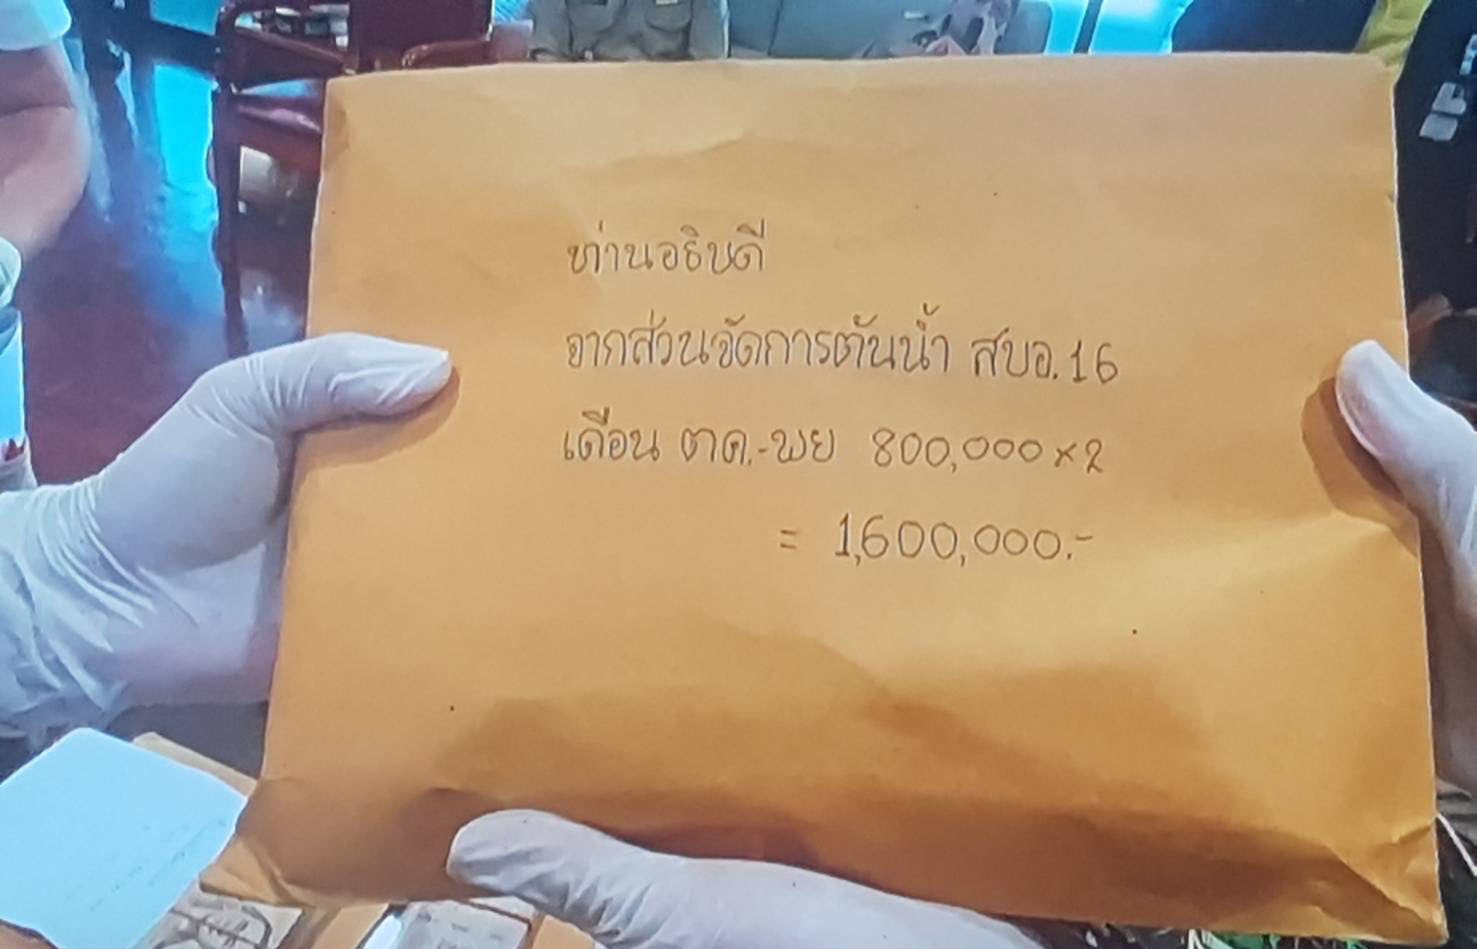 ท่านอธิบดี
จากส่วนจัดการต้นน้ำ สบอ.16
เดือน ตค.-พย 800,000 x 2
= 1,600,000.-